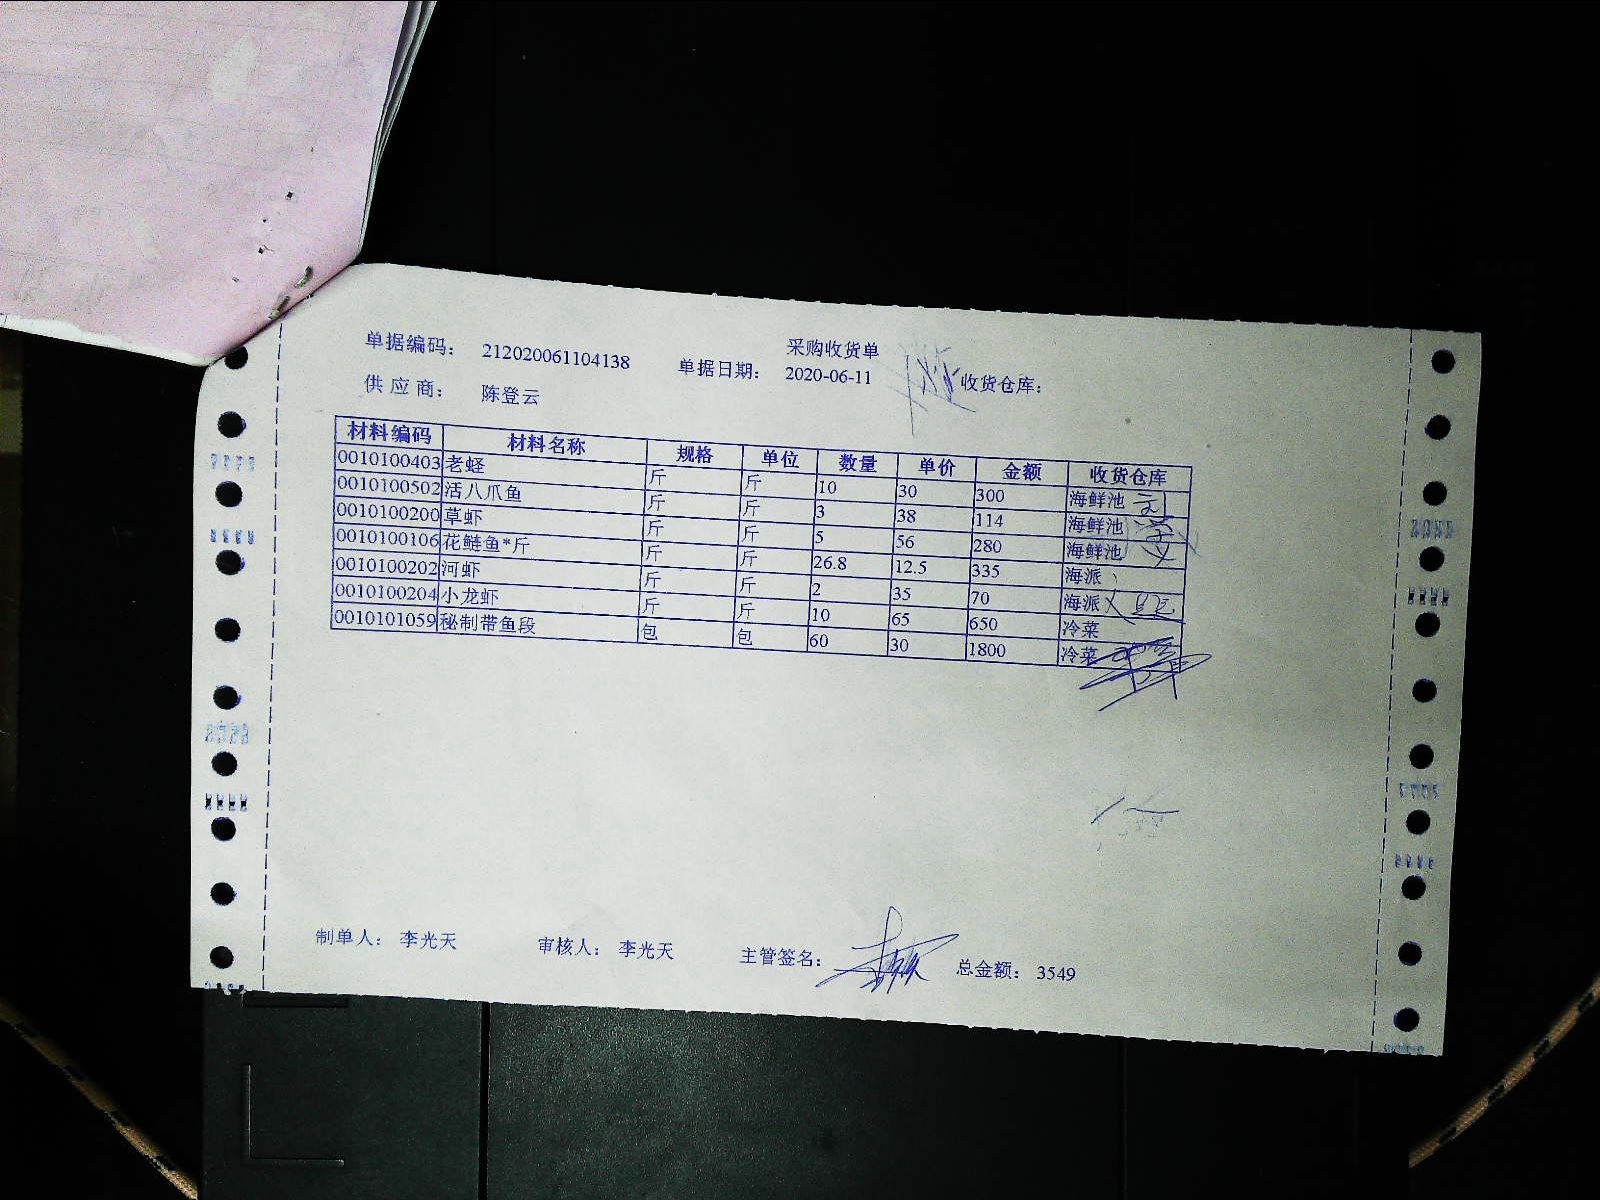 采购收货单
单据编码： 212020061104138 单据日期： 2020-06-11 收货仓库：
供 应 商： 陈登云
材料编码 材料名称 规格 单位 数量 单价 金额 收货仓库
0010100403 老蛏 斤 斤 10 30 300 海鲜池
0010100502 活八爪鱼 斤 斤 3 38 114 海鲜池
0010100200 草虾 斤 斤 5 56 280 海鲜池
0010100106 花鲢鱼*斤 斤 斤 26.8 12.5 335 海派
0010100202 河虾 斤 斤 2 35 70 海派
0010100204 小龙虾 斤 斤 10 65 650 冷菜
0010101059 秘制带鱼段 包 包 60 30 1800 冷菜
制单人： 李光天 审核人： 李光天 主管签名： 总金额： 3549